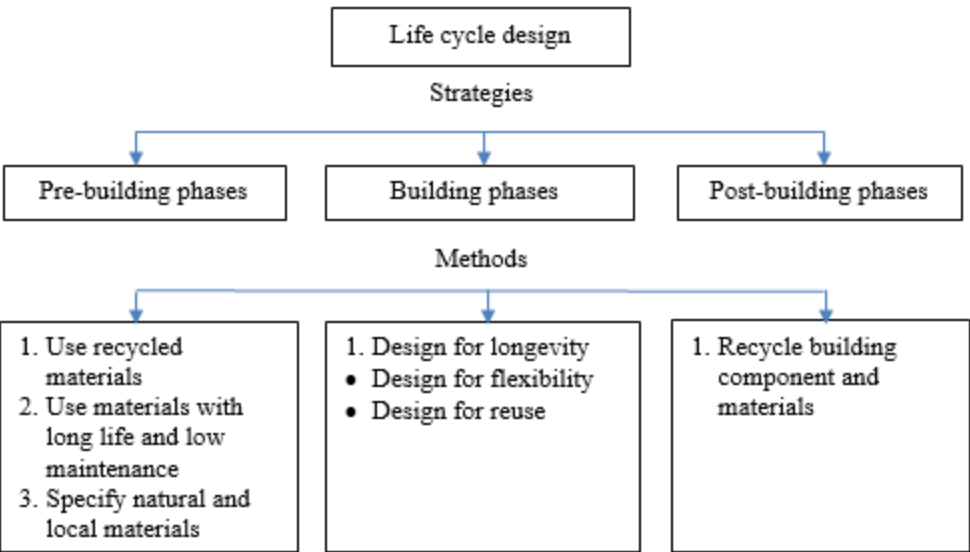 Life cycle design
Strategies
Pre-building phases
Building phases
Post-building phases
Methods
1. Use recycled
materials
2. Use materials with
long life and low
maintenance
3. Specify natural and
local materials
1. Design for longevity
• Design for flexibility
• Design for reuse
1. Recycle building
component and
materials